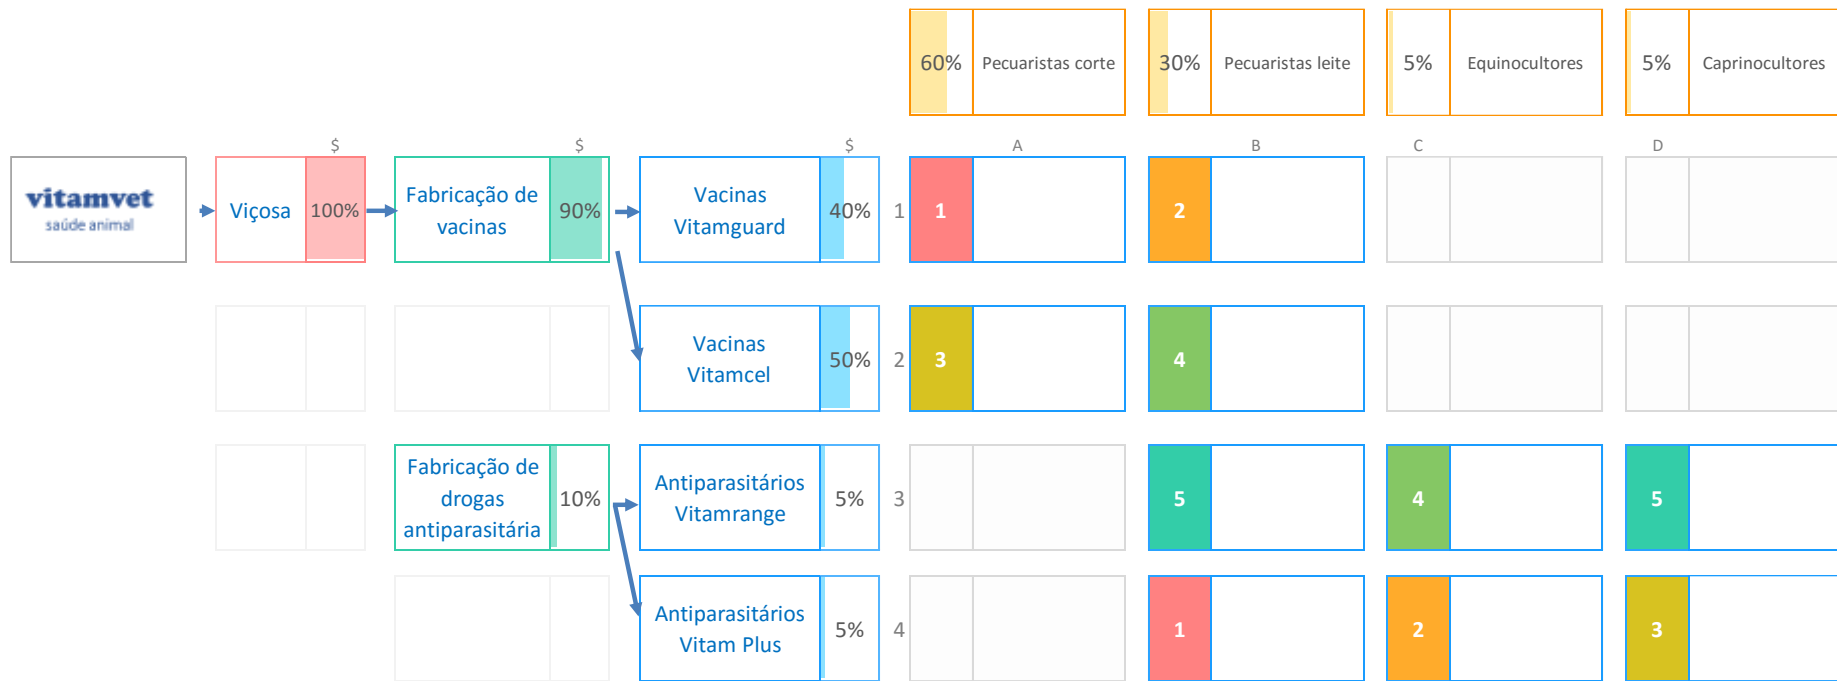 60% Pecuaristas corte 30% Pecuaristas leite 5% Equinocultores 5% Caprinocultores
$ $ $ A B C D
vitamvet
saúde animal
Viçosa 100%
Fabricação de
vacinas
90%
Vacinas
Vitamguard
40% 1 1 2
Vacinas
Vitamcel
50% 2 3 4
Fabricação de
drogas
antiparasitária
10%
Antiparasitários
Vitamrange
5% 3 5 4 5
Antiparasitários
Vitam Plus
5% 4 1 2 3